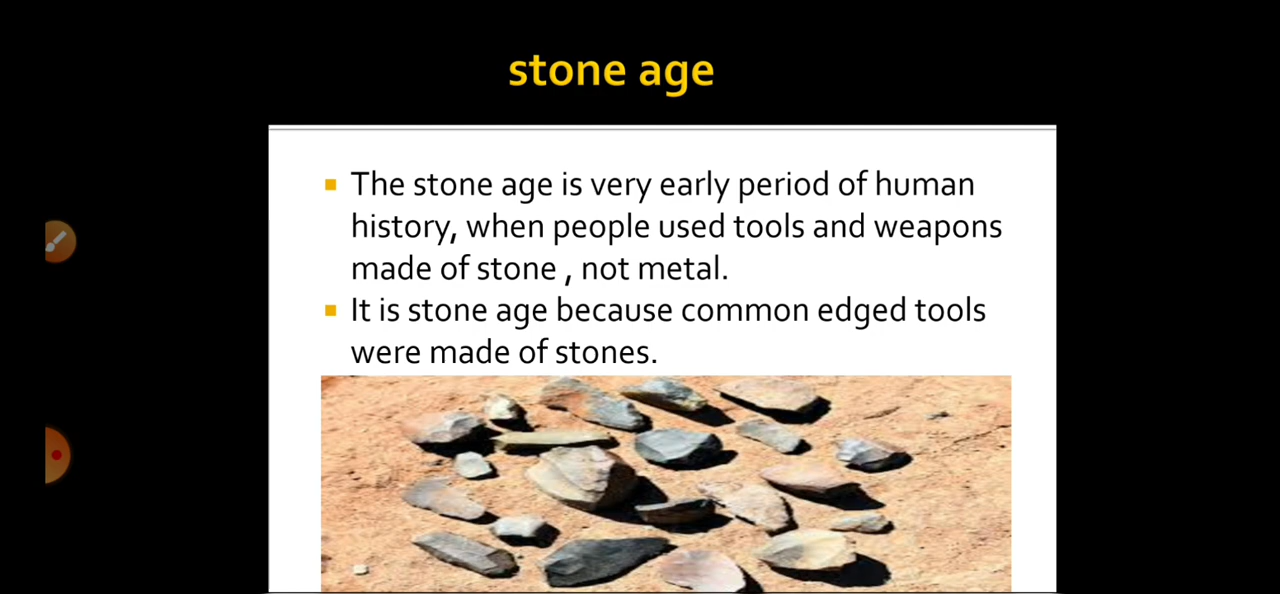 stone age
The stone age is very early period of human
history, when people used tools and weapons
made of stone , not metal.
It is stone age because common edged tools
were made of stones.